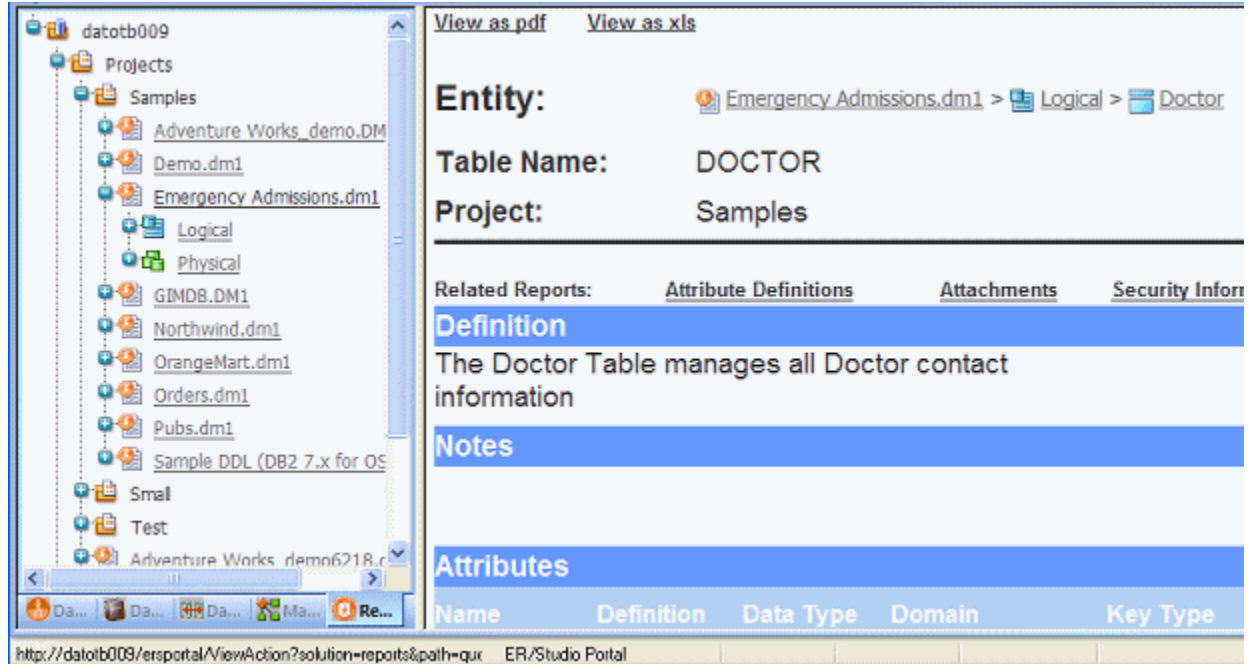 datotb009
Projects
Samples
Adventure Works_demo.DM
Demo.dm1
Emergency Admissions.dm1
Logical
Physical
GIMDB.DM1
Northwind.dm1
OrangeMart.dm1
Orders.dm1
Pubs.dm1
Sample DDL (DB2 7.x for OS
Small
Test
Adventure Works_demo6218.
Da... Da... Da... Ma... Re...
View as pdf View as xls
Entity: Emergency Admissions.dm1 > Logical > Doctor
Table Name: DOCTOR
Project: Samples
Related Reports: Attribute Definitions Attachments Security Infor
Definition
The Doctor Table manages all Doctor contact
information
Notes
Attributes
Name Definition Data Type Domain Key Type
http://datotb009/ersportal/ViewAction?solution=reports&path=que ER/Studio Portal